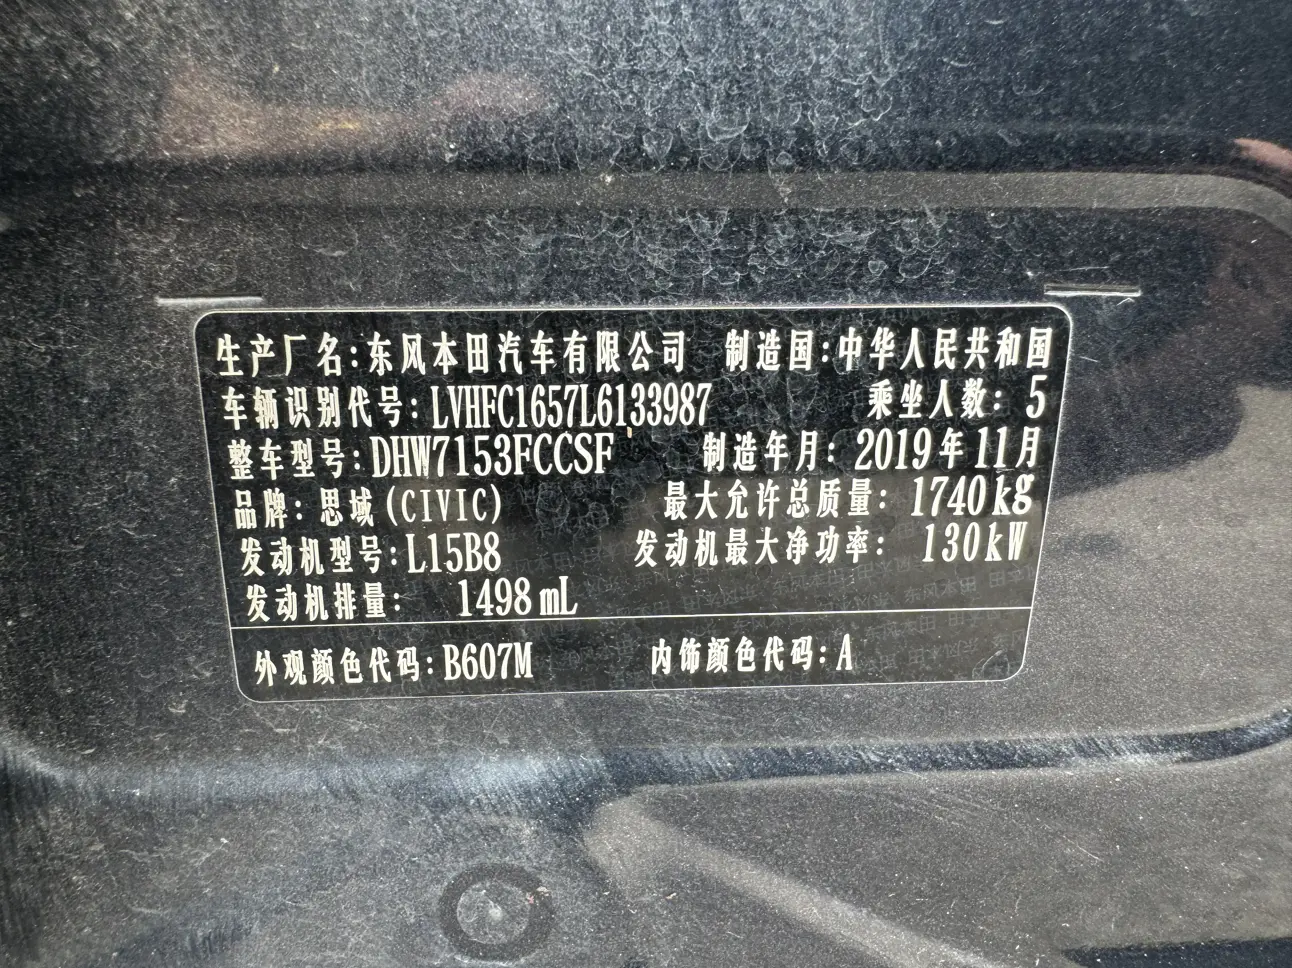 生产厂名:东风本田汽车有限公司 制造国:中华人民共和国
车辆识别代号:LVHFC1657L6133987 乘坐人数:5
整车型号:DHW7153FCCSF 制造年月:2019年11月
品牌:思域(CIVIC) 最大允许总质量:1740kg
发动机型号:L15B8 发动机最大净功率:130kW
发动机排量:1498mL
外观颜色代码:B607M 内饰颜色代码:A